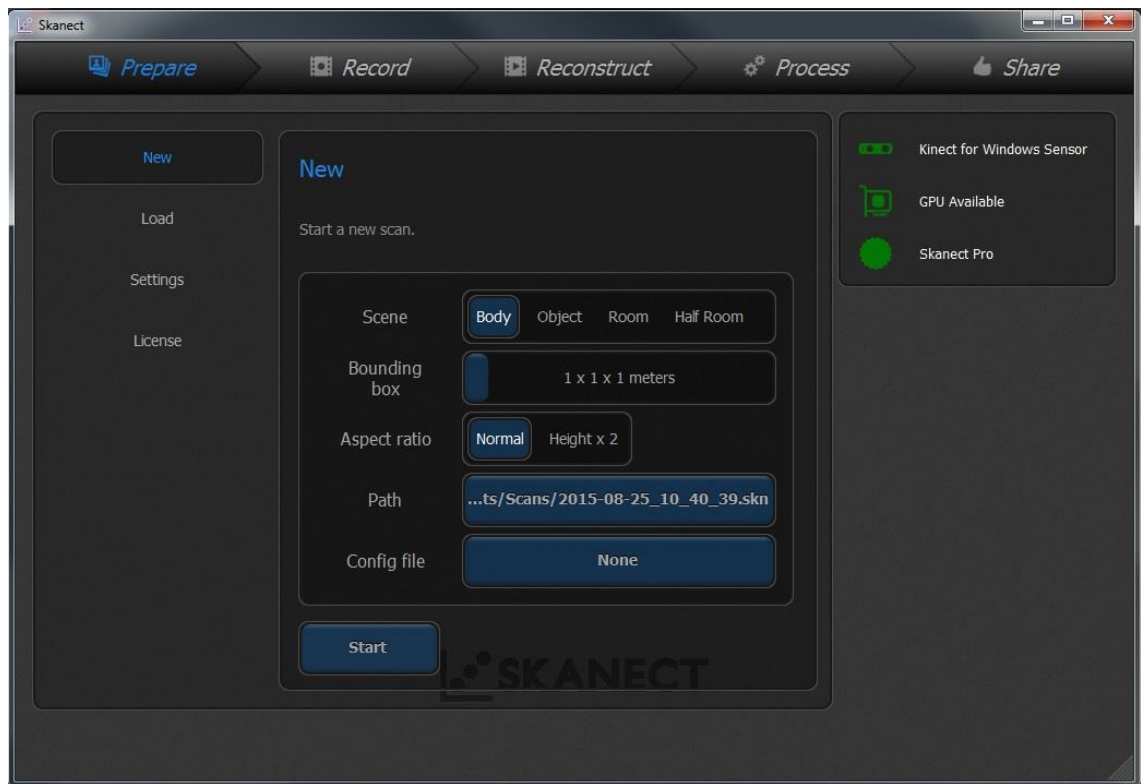 Skanect
Prepare Record Reconstruct Process Share
New
Load
Settings
License
New
Start a new scan.
Scene Body Object Room Half Room
Bounding
box
1 x 1 x 1 meters
Aspect ratio Normal Height x 2
Path ...ts/Scans/2015-08-25_10_40_39.skn
Config file None
Start
SKANECT
Kinect for Windows Sensor
GPU Available
Skanect Pro